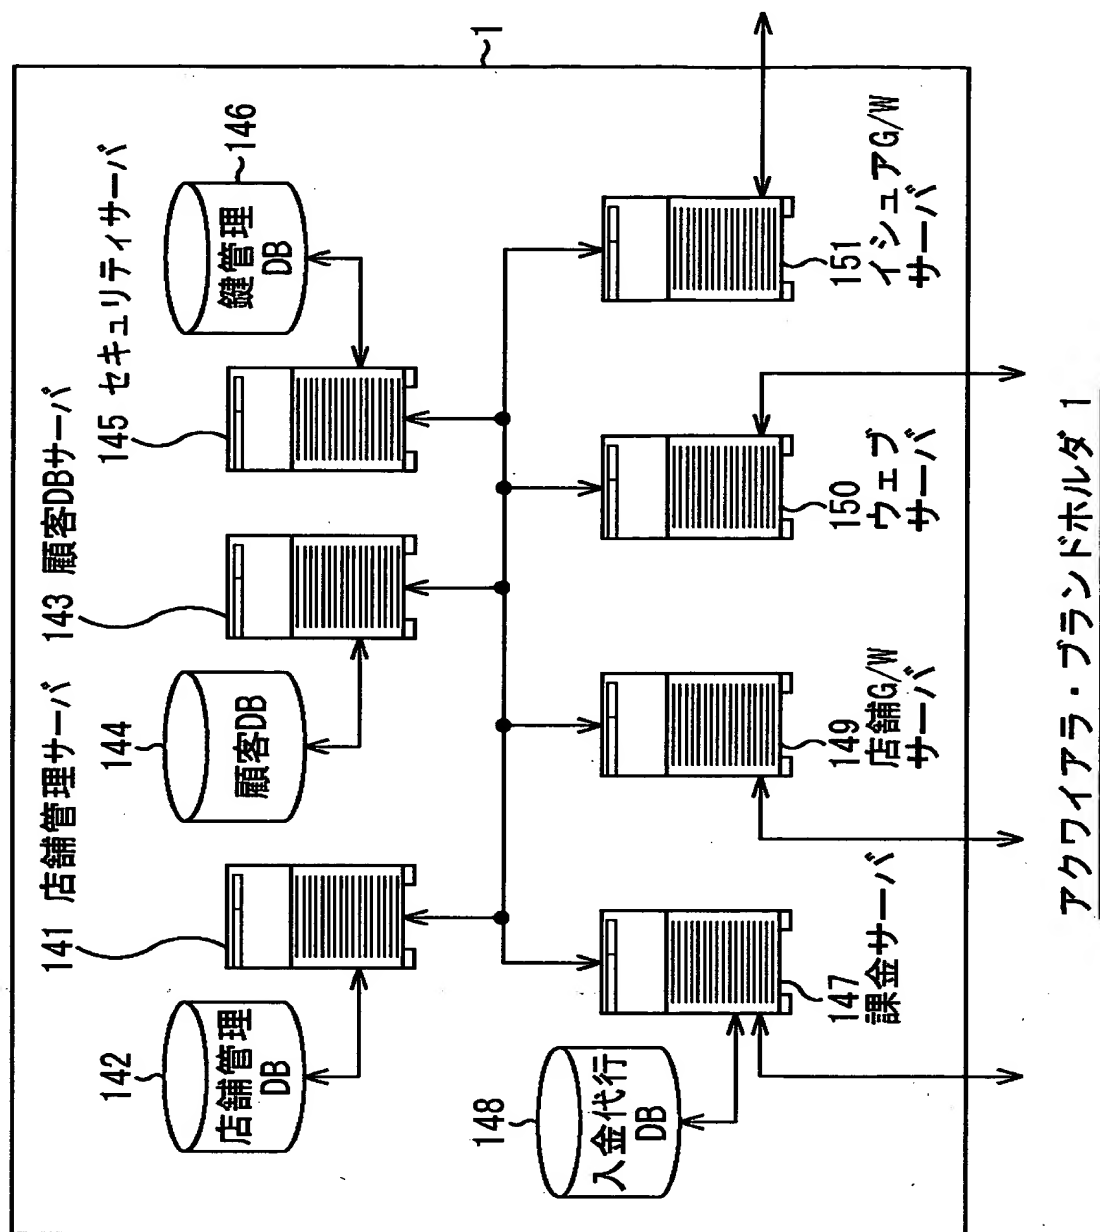 1
141 店舗管理サーバ
143 顧客DBサーバ
145 セキュリティサーバ
142
店舗管理
DB
144
顧客DB
146
鍵管理
DB
148
入金代行
DB
147
課金サーバ
149
店舗G/W
サーバ
150
ウェブ
サーバ
151
イシュアG/W
サーバ
アクワイアラ・ブランドホルダ 1